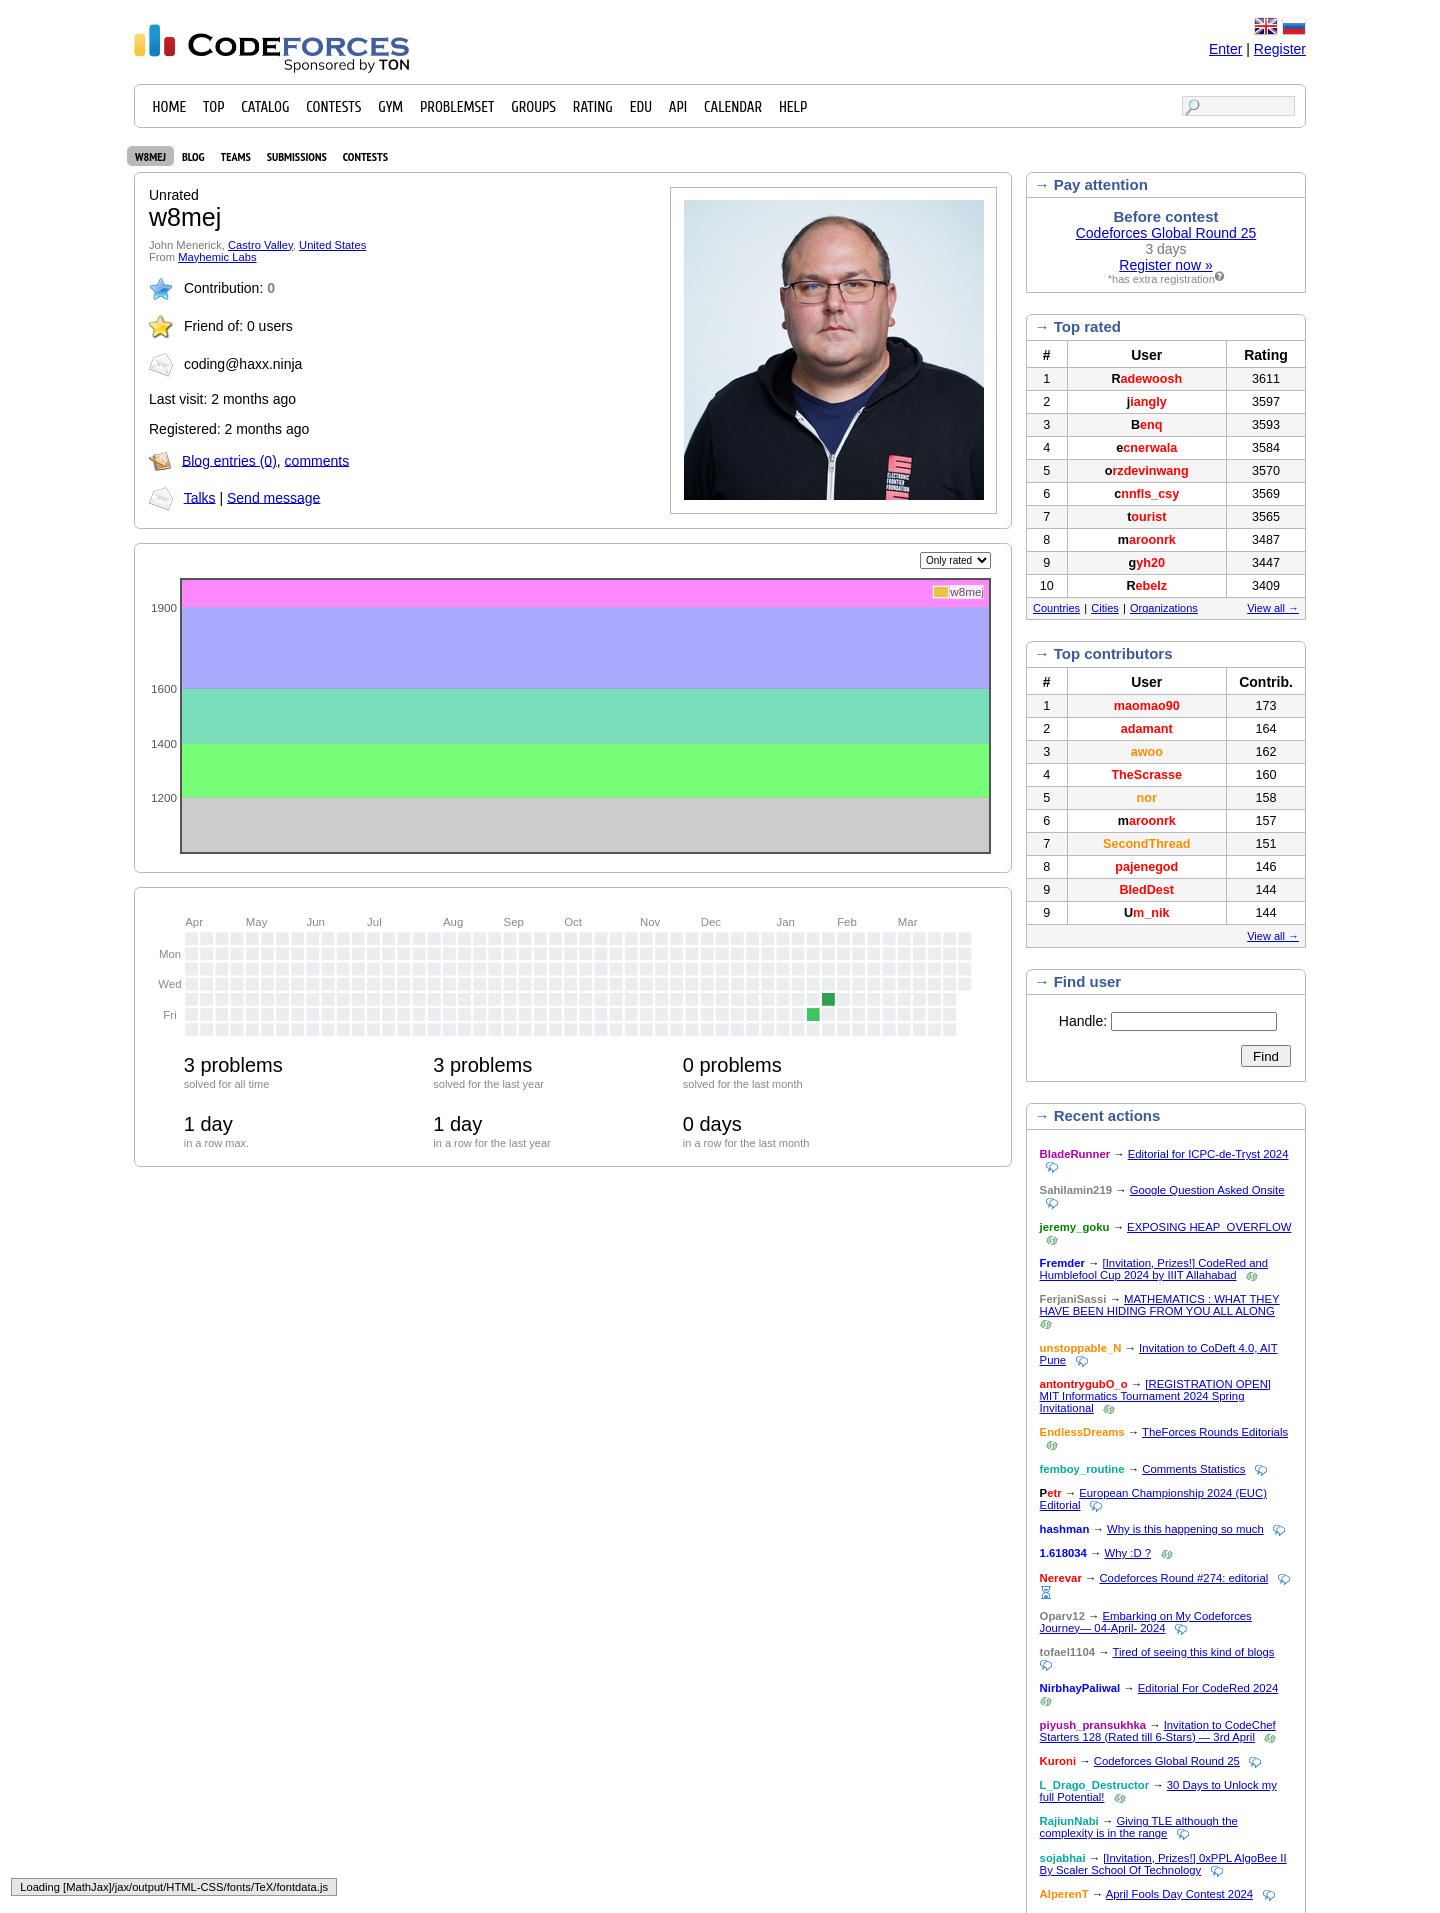 CODEFORCES
Sponsored by TON
Enter | Register
HOME TOP CATALOG CONTESTS GYM PROBLEMSET GROUPS RATING EDU API CALENDAR HELP
W8MEJ BLOG TEAMS SUBMISSIONS CONTESTS
Unrated
w8mej
John Menerick, Castro Valley, United States
From Mayhemic Labs
Contribution: 0
Friend of: 0 users
coding@haxx.ninja
Last visit: 2 months ago
Registered: 2 months ago
Blog entries (0), comments
Talks | Send message
ELECTRONIC
FRONTIER
FOUNDATION
Only rated
w8mej
1900
1600
1400
1200
Apr May Jun Jul Aug Sep Oct Nov Dec Jan Feb Mar
Mon
Wed
Fri
3 problems
solved for all time
3 problems
solved for the last year
0 problems
solved for the last month
1 day
in a row max.
1 day
in a row for the last year
0 days
in a row for the last month
→ Pay attention
Before contest
Codeforces Global Round 25
3 days
Register now »
*has extra registration?
→ Top rated
# User Rating
1 Radewoosh 3611
2 jiangly 3597
3 Benq 3593
4 ecnerwala 3584
5 orzdevinwang 3570
6 cnnfls_csy 3569
7 tourist 3565
8 maroonrk 3487
9 gyh20 3447
10 Rebelz 3409
Countries | Cities | Organizations View all →
→ Top contributors
# User Contrib.
1 maomao90 173
2 adamant 164
3 awoo 162
4 TheScrasse 160
5 nor 158
6 maroonrk 157
7 SecondThread 151
8 pajenegod 146
9 BledDest 144
9 Um_nik 144
View all →
→ Find user
Handle:
Find
→ Recent actions
BladeRunner → Editorial for ICPC-de-Tryst 2024
Sahilamin219 → Google Question Asked Onsite
jeremy_goku → EXPOSING HEAP_OVERFLOW
Fremder → [Invitation, Prizes!] CodeRed and
Humblefool Cup 2024 by IIIT Allahabad
FerjaniSassi → MATHEMATICS : WHAT THEY
HAVE BEEN HIDING FROM YOU ALL ALONG
unstoppable_N → Invitation to CoDeft 4.0, AIT
Pune
antontrygubO_o → [REGISTRATION OPEN]
MIT Informatics Tournament 2024 Spring
Invitational
EndlessDreams → TheForces Rounds Editorials
femboy_routine → Comments Statistics
Petr → European Championship 2024 (EUC)
Editorial
hashman → Why is this happening so much
1.618034 → Why :D ?
Nerevar → Codeforces Round #274: editorial
Oparv12 → Embarking on My Codeforces
Journey— 04-April- 2024
tofael1104 → Tired of seeing this kind of blogs
NirbhayPaliwal → Editorial For CodeRed 2024
piyush_pransukhka → Invitation to CodeChef
Starters 128 (Rated till 6-Stars) — 3rd April
Kuroni → Codeforces Global Round 25
L_Drago_Destructor → 30 Days to Unlock my
full Potential!
RajiunNabi → Giving TLE although the
complexity is in the range
sojabhai → [Invitation, Prizes!] 0xPPL AlgoBee II
By Scaler School Of Technology
AlperenT → April Fools Day Contest 2024
Loading [MathJax]/jax/output/HTML-CSS/fonts/TeX/fontdata.js